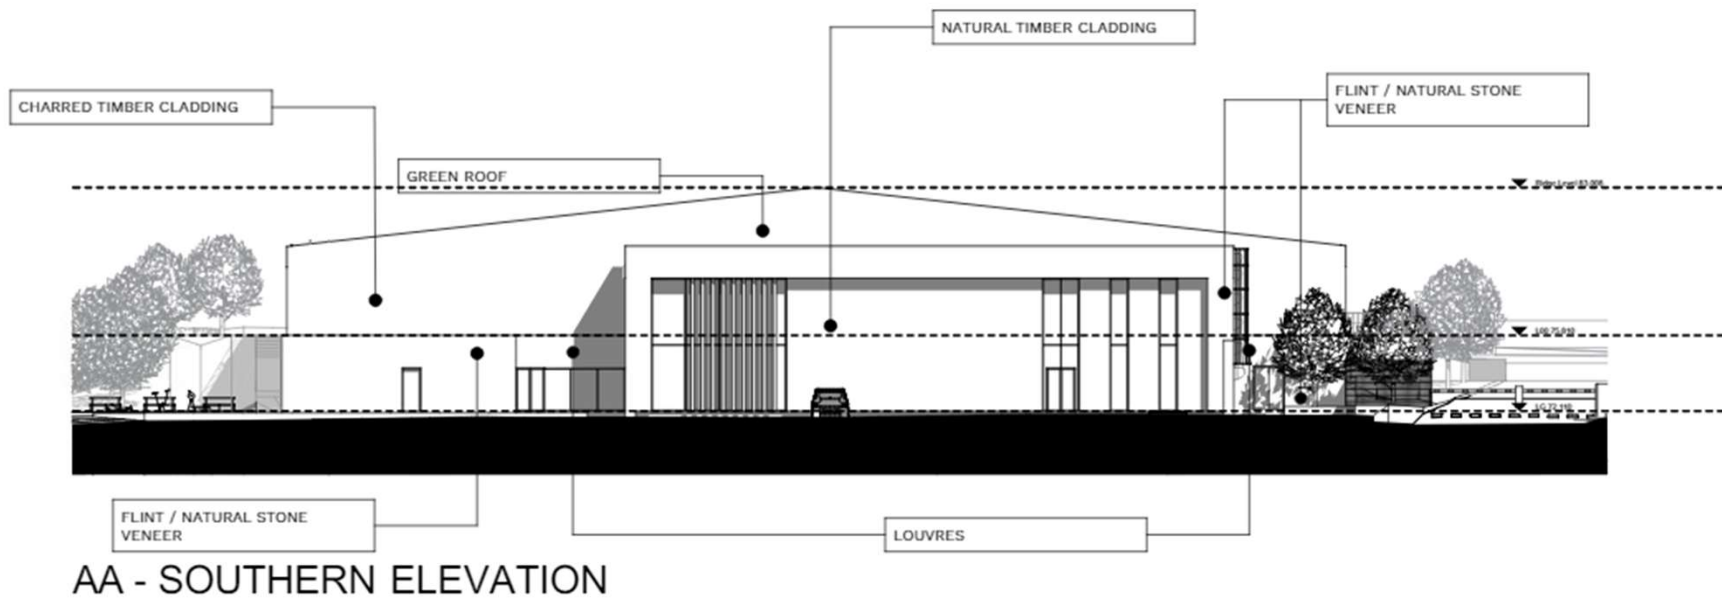 NATURAL TIMBER CLADDING
FLINT / NATURAL STONE
VENEER
CHARRED TIMBER CLADDING
GREEN ROOF
FLINT / NATURAL STONE
VENEER
LOUVRES
AA - SOUTHERN ELEVATION